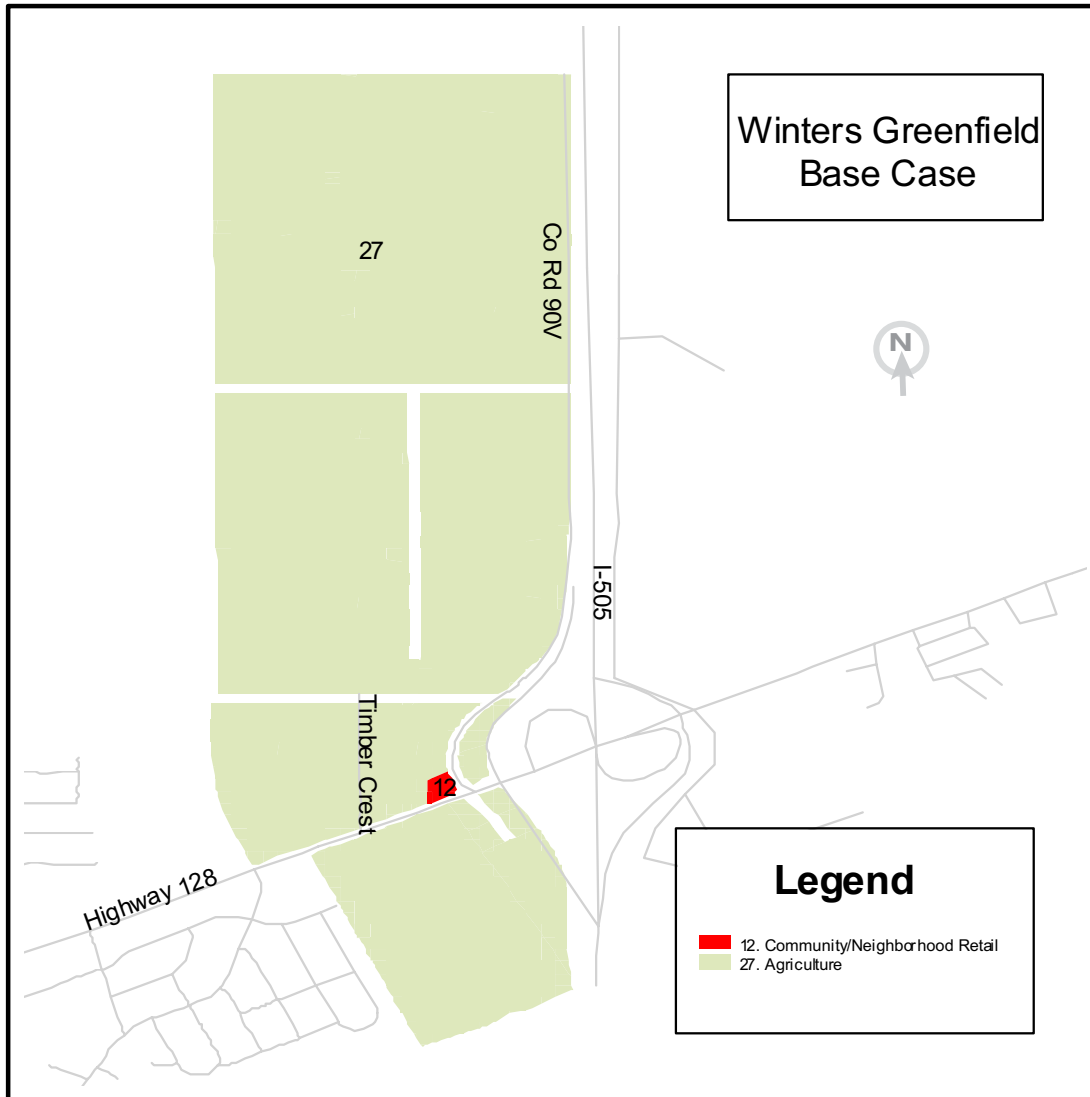 Winters Greenfield
Base Case
27
Co Rd 90V
N
I-505
Timber Crest
12
Highway 128
Legend
12. Community/Neighborhood Retail
27. Agriculture